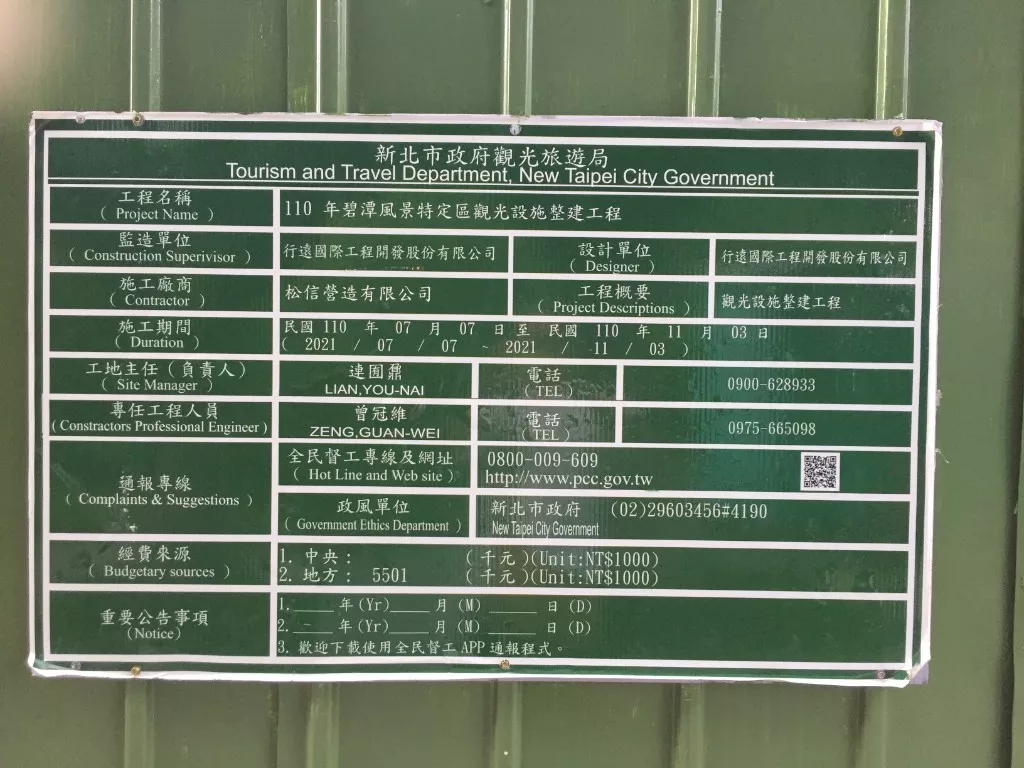 新北市政府觀光旅遊局
Tourism and Travel Department, New Taipei City Government
工程名稱
( Project Name )
110 年碧潭風景特定區觀光設施整建工程
監造單位
( Construction Supervisor )
行遠國際工程開發股份有限公司
設計單位
( Designer )
行遠國際工程開發股份有限公司
施工廠商
( Contractor )
松信營造有限公司
工程概要
( Project Descriptions )
觀光設施整建工程
施工期間
( Duration )
民國 110 年 07 月 07 日 至 民國 110 年 11 月 03 日
( 2021 / 07 / 07 ~ 2021 / 11 / 03 )
工地主任（負責人）
( Site Manager )
連囿鼐
LIAN,YOU-NAI
電話
( TEL )
0900-628933
專任工程人員
( Constractors Professional Engineer )
曾冠維
ZENG,GUAN-WEI
電話
( TEL )
0975-665098
通報專線
( Complaints & Suggestions )
全民督工專線及網址
( Hot Line and Web site )
0800-009-609
http://www.pcc.gov.tw
政風單位
( Government Ethics Department )
新北市政府 (02)29603456#4190
New Taipei City Government
經費來源
( Budgetary sources )
1. 中央： (千元)(Unit:NT$1000)
2. 地方： 5501 (千元)(Unit:NT$1000)
重要公告事項
(Notice)
1.____ 年(Yr)____ 月(M) ____ 日(D)
2.____ 年(Yr)____ 月(M) ____ 日(D)
3. 歡迎下載使用全民督工APP通報程式。